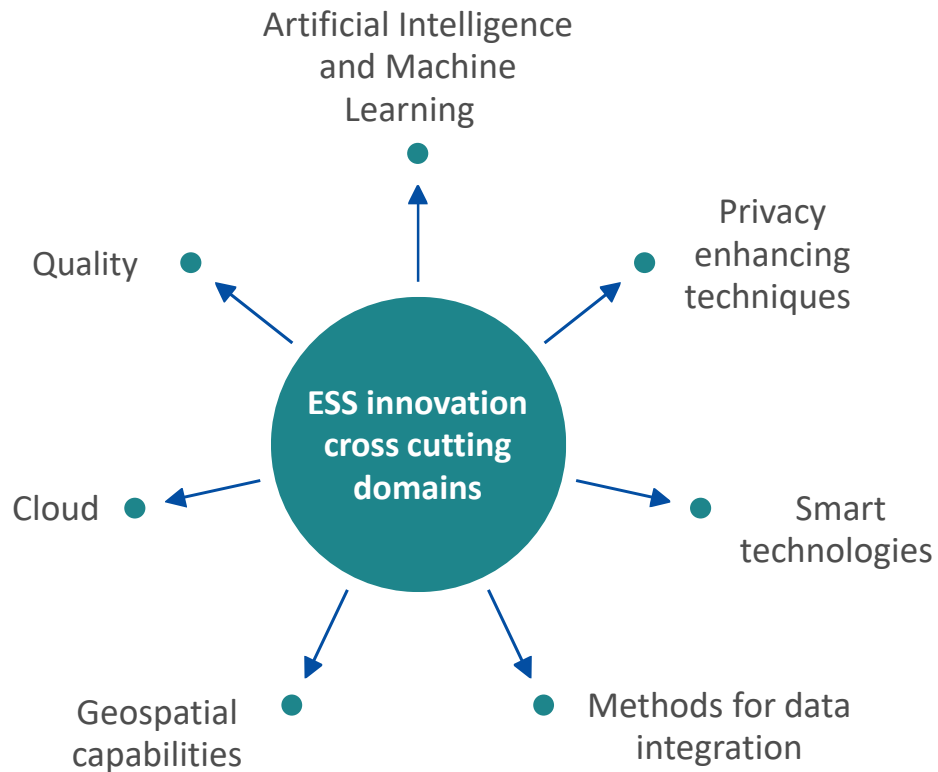 Artificial Intelligence
and Machine
Learning
Privacy
enhancing
techniques
Quality
ESS innovation
cross cutting
domains
Cloud
Smart
technologies
Geospatial
capabilities
Methods for data
integration